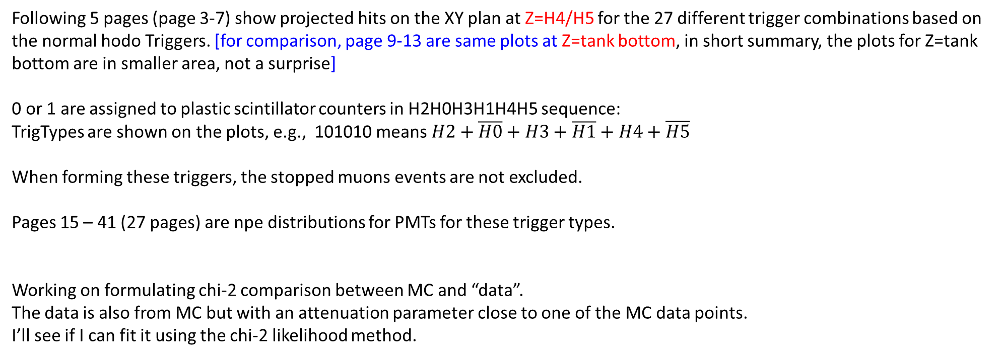 Following 5 pages (page 3-7) show projected hits on the XY plan at Z=H4/H5 for the 27 different trigger combinations based on
the normal hodo Triggers. [for comparison, page 9-13 are same plots at Z=tank bottom, in short summary, the plots for Z=tank
bottom are in smaller area, not a surprise]
0 or 1 are assigned to plastic scintillator counters in H2H0H3H1H4H5 sequence:
TrigTypes are shown on the plots, e.g., 101010 means H2 + H̅0̅ + H3 + H̅1̅ + H4 + H̅5̅
When forming these triggers, the stopped muons events are not excluded.
Pages 15 – 41 (27 pages) are npe distributions for PMTs for these trigger types.
Working on formulating chi-2 comparison between MC and “data”.
The data is also from MC but with an attenuation parameter close to one of the MC data points.
I’ll see if I can fit it using the chi-2 likelihood method.